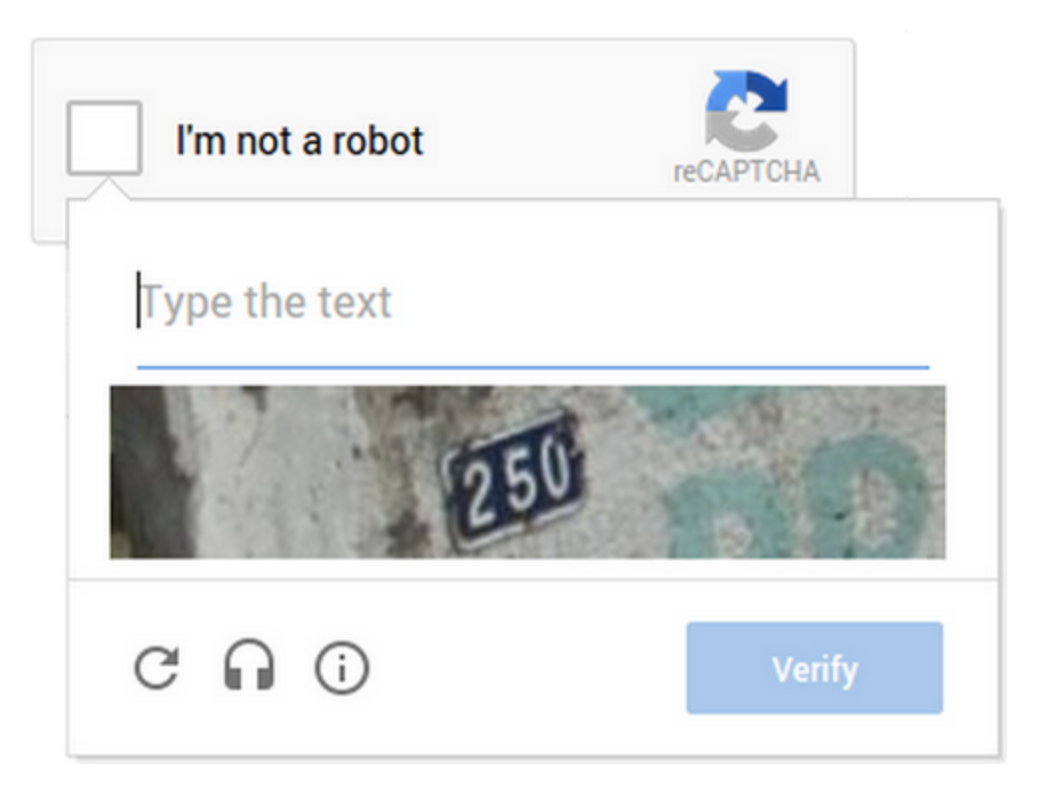 I'm not a robot
reCAPTCHA
Type the text
250
Verify